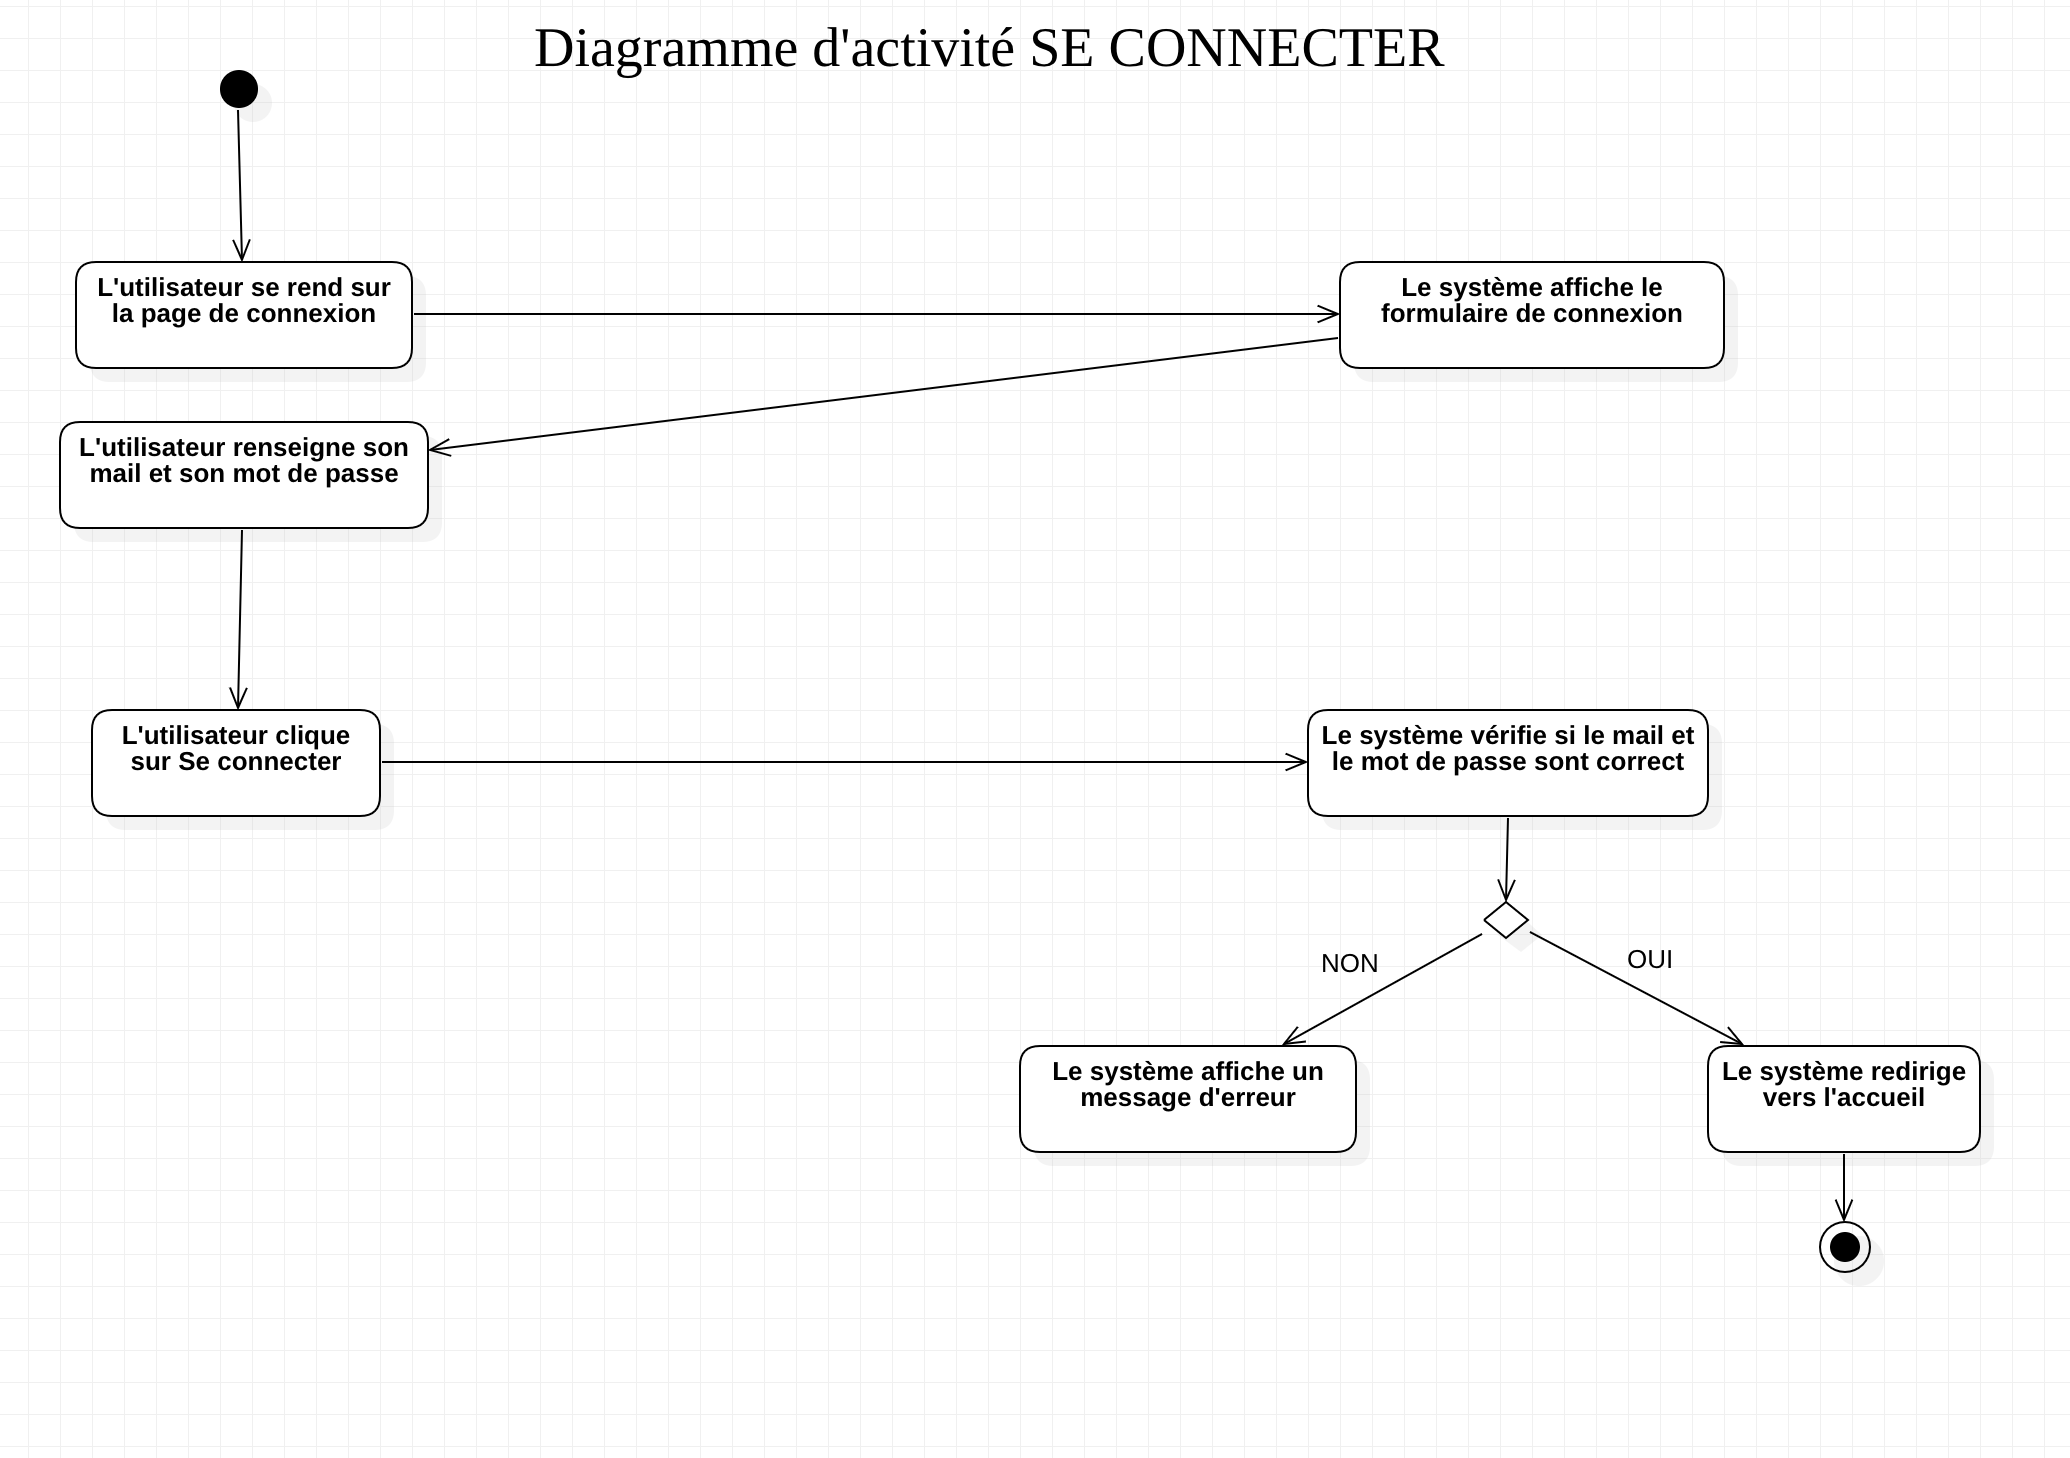 Diagramme d'activité SE CONNECTER
L'utilisateur se rend sur
la page de connexion
Le système affiche le
formulaire de connexion
L'utilisateur renseigne son
mail et son mot de passe
L'utilisateur clique
sur Se connecter
Le système vérifie si le mail et
le mot de passe sont correct
NON
OUI
Le système affiche un
message d'erreur
Le système redirige
vers l'accueil